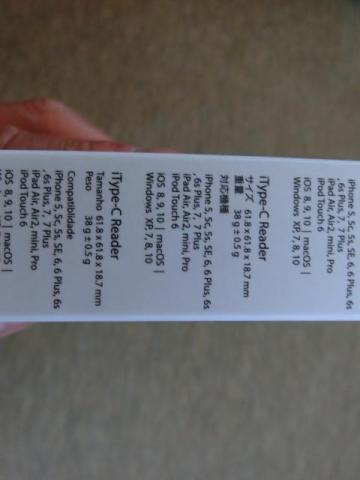 iPhone 5, 5c, 5s, SE, 6, 6 Plus, 6s
, 6s Plus, 7, 7 Plus
iPad Air, Air2, mini, Pro
iPod Touch 6
iOS 8, 9, 10 | macOS |
Windows XP, 7, 8, 10
iType-C Reader
サイズ 61.8 x 61.8 x 18.7 mm
重量 38 g ± 0.5 g
対応機種
iPhone 5, 5c, 5s, SE, 6, 6 Plus, 6s
, 6s Plus, 7, 7 Plus
iPad Air, Air2, mini, Pro
iPod Touch 6
iOS 8, 9, 10 | macOS |
Windows XP, 7, 8, 10
iType-C Reader
Tamanho 61.8 x 61.8 x 18.7 mm
Peso 38 g ± 0.5 g
Compatiblidade
iPhone 5, 5c, 5s, SE, 6, 6 Plus, 6s
, 6s Plus, 7, 7 Plus
iPad Air, Air2, mini, Pro
iPod Touch 6
iOS 8, 9, 10 | macOS |